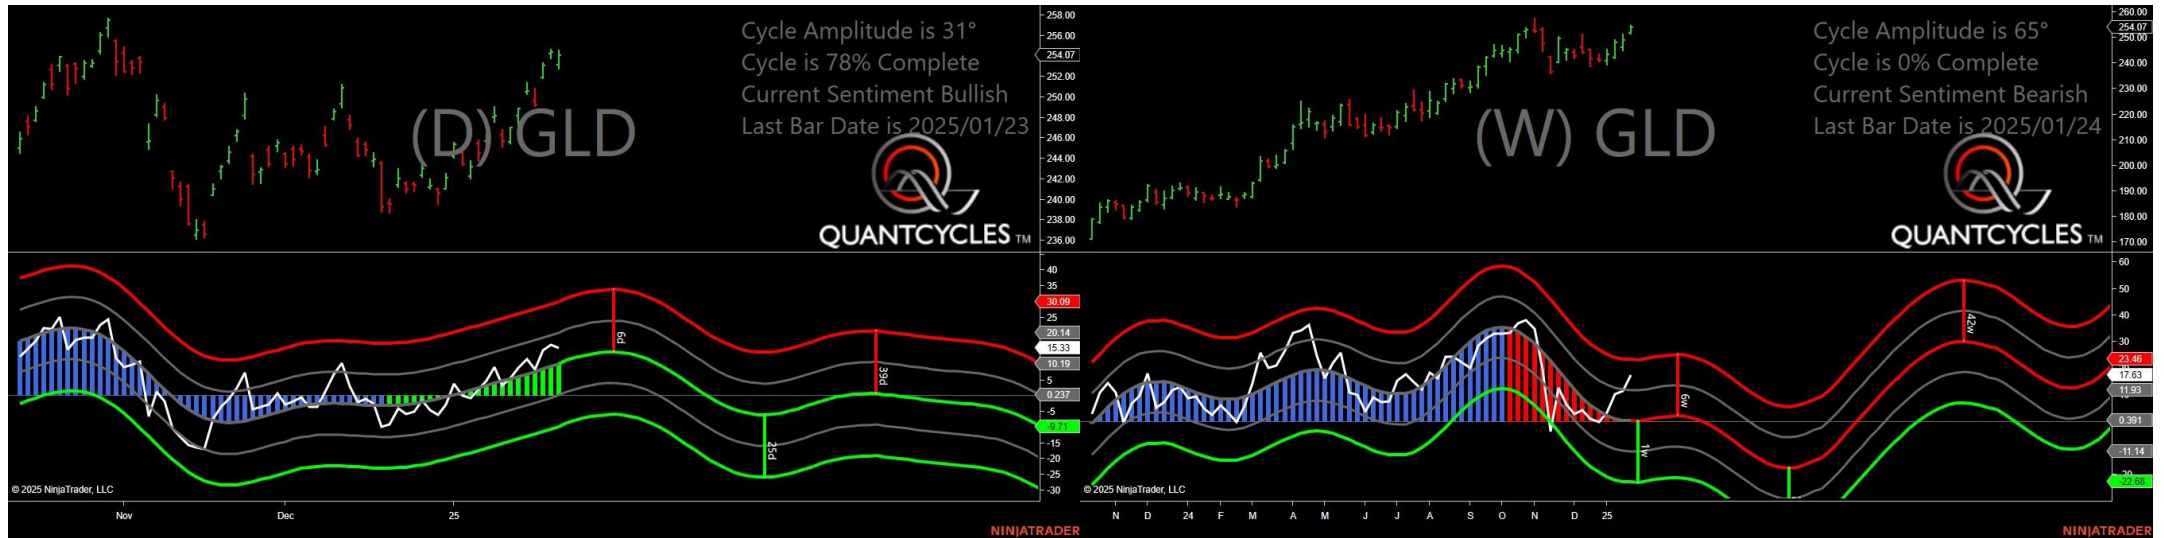 Cycle Amplitude is 31°
Cycle is 78% Complete
Current Sentiment Bullish
Last Bar Date is 2025/01/23
(D) GLD
QUANTCYCLES TM
258.00
256.00
254.07
252.00
250.00
248.00
246.00
244.00
242.00
240.00
238.00
236.00
40
35
30.09
25
20.14
15.33
10.19
5
0.237
-5
-9.71
-15
-20
-25
-30
6d
25d
39d
© 2025 NinjaTrader, LLC
Nov Dec 25
NINJATRADER
Cycle Amplitude is 65°
Cycle is 0% Complete
Current Sentiment Bearish
Last Bar Date is 2025/01/24
(W) GLD
QUANTCYCLES TM
260.00
254.07
250.00
240.00
230.00
220.00
210.00
200.00
190.00
180.00
170.00
60
50
40
30
23.46
17.63
11.93
0.391
-11.14
-22.68
1w
6w
42w
© 2025 NinjaTrader, LLC
N D 24 F M A M J J A S O N D 25
NINJATRADER